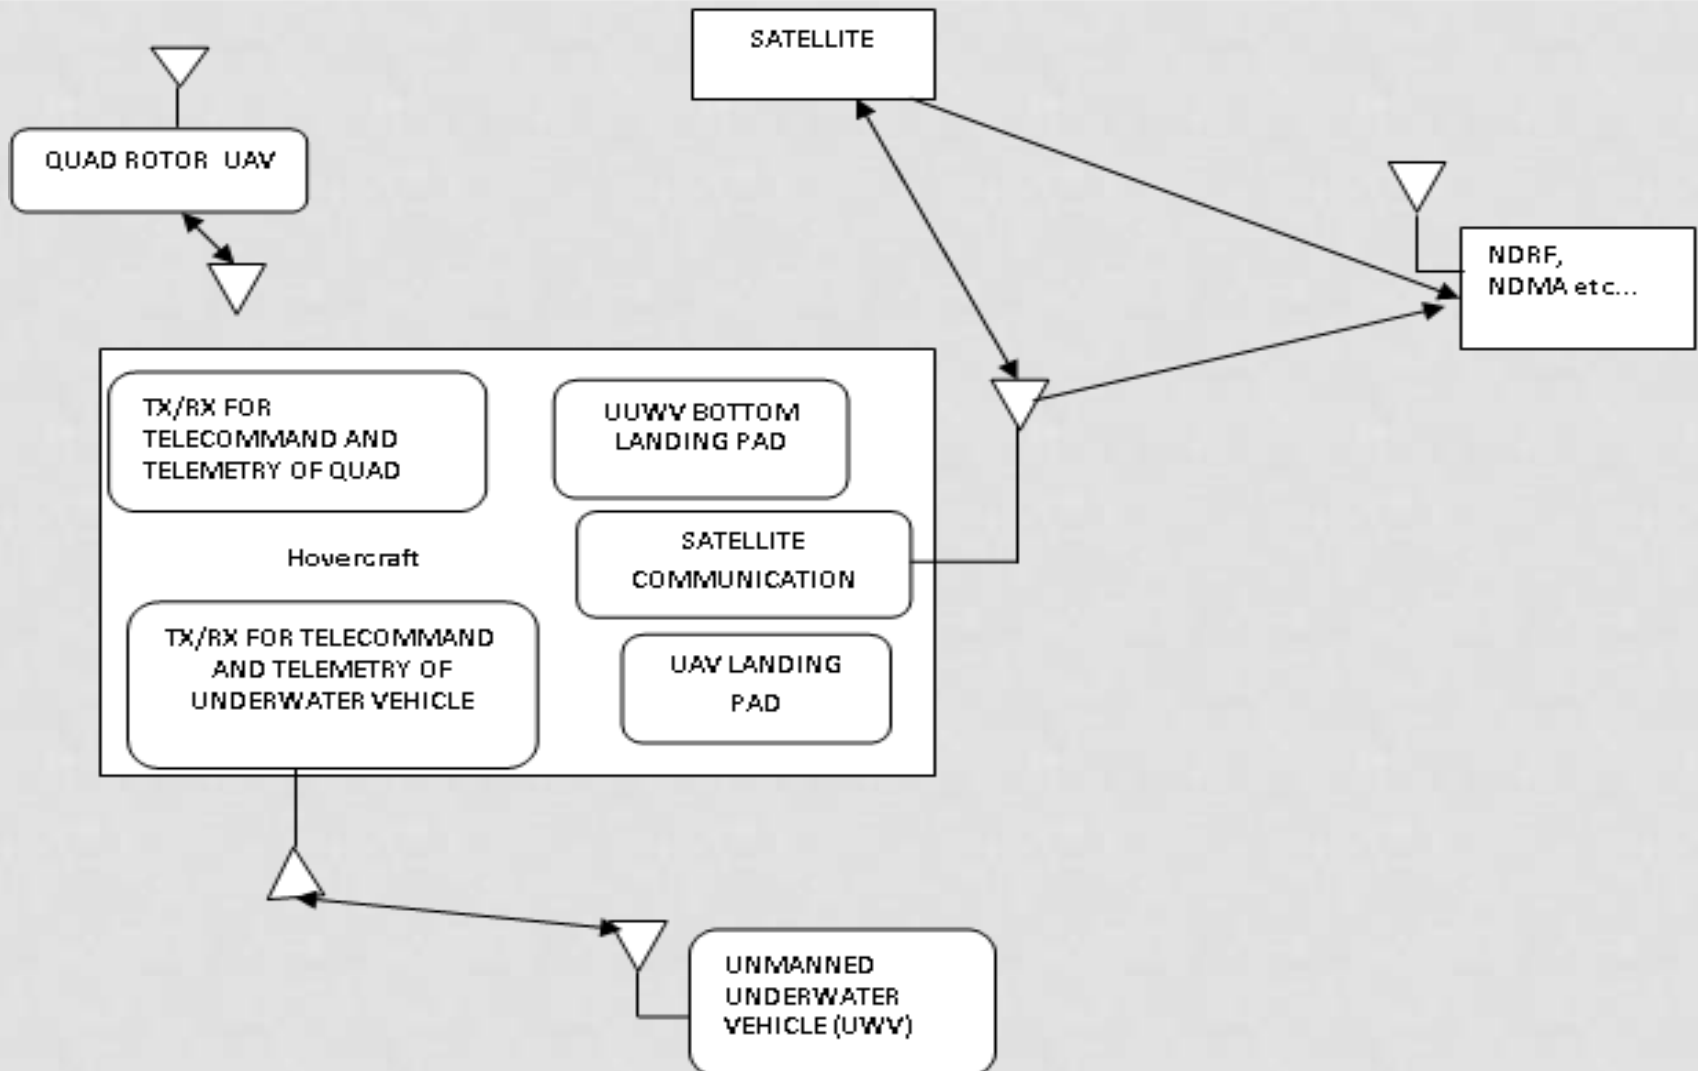 SATELLITE
QUAD ROTOR UAV
NDRF,
NDMA etc...
TX/RX FOR
TELECOMMAND AND
TELEMETRY OF QUAD
UUWV BOTTOM
LANDING PAD
Hovercraft
SATELLITE
COMMUNICATION
TX/RX FOR TELECOMMAND
AND TELEMETRY OF
UNDERWATER VEHICLE
UAV LANDING
PAD
UNMANNED
UNDERWATER
VEHICLE (UWV)